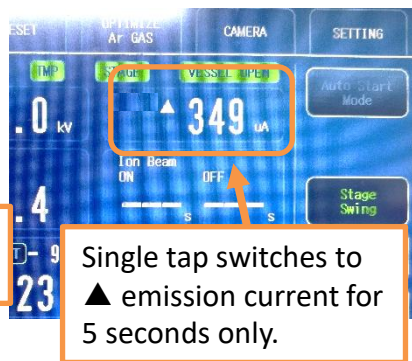 ESET
OPTIMIZE
Ar GAS
CAMERA
SETTING
TMP
STAGE
VESSEL OPEN
Auto Start
Mode
.0 kV
▲ 349 uA
Ion Beam
ON
OFF
.4
s
s
Stage
Swing
T - 9
23
Single tap switches to
▲ emission current for
5 seconds only.